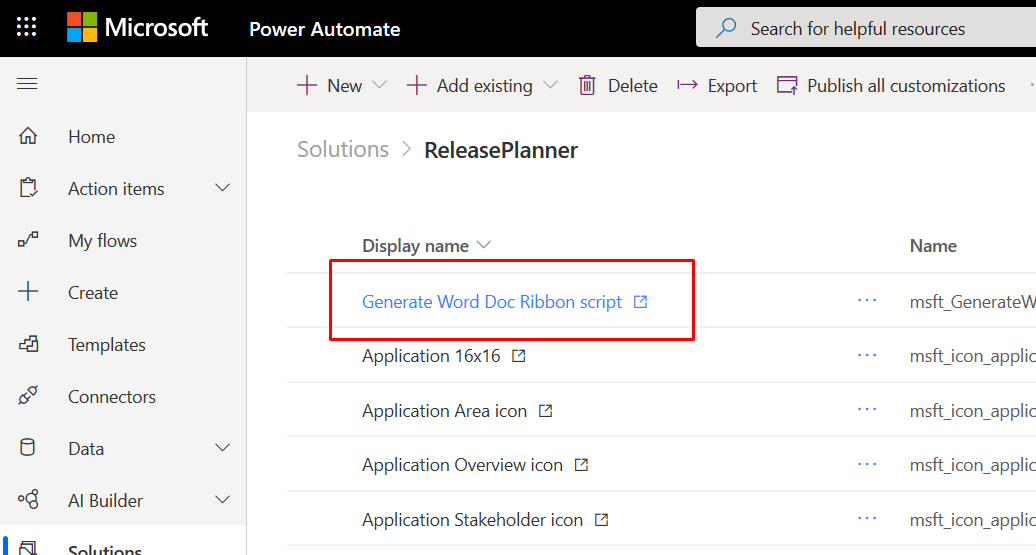 Microsoft Power Automate Search for helpful resources
New Add existing Delete Export Publish all customizations
Home
Action items
My flows
Create
Templates
Connectors
Data
AI Builder
Solutions
Solutions > ReleasePlanner
Display name Name
Generate Word Doc Ribbon script ... msft_GenerateW
Application 16x16 ... msft_icon_applic
Application Area icon ... msft_icon_applic
Application Overview icon ... msft_icon_applic
Application Stakeholder icon ... msft_icon_applic